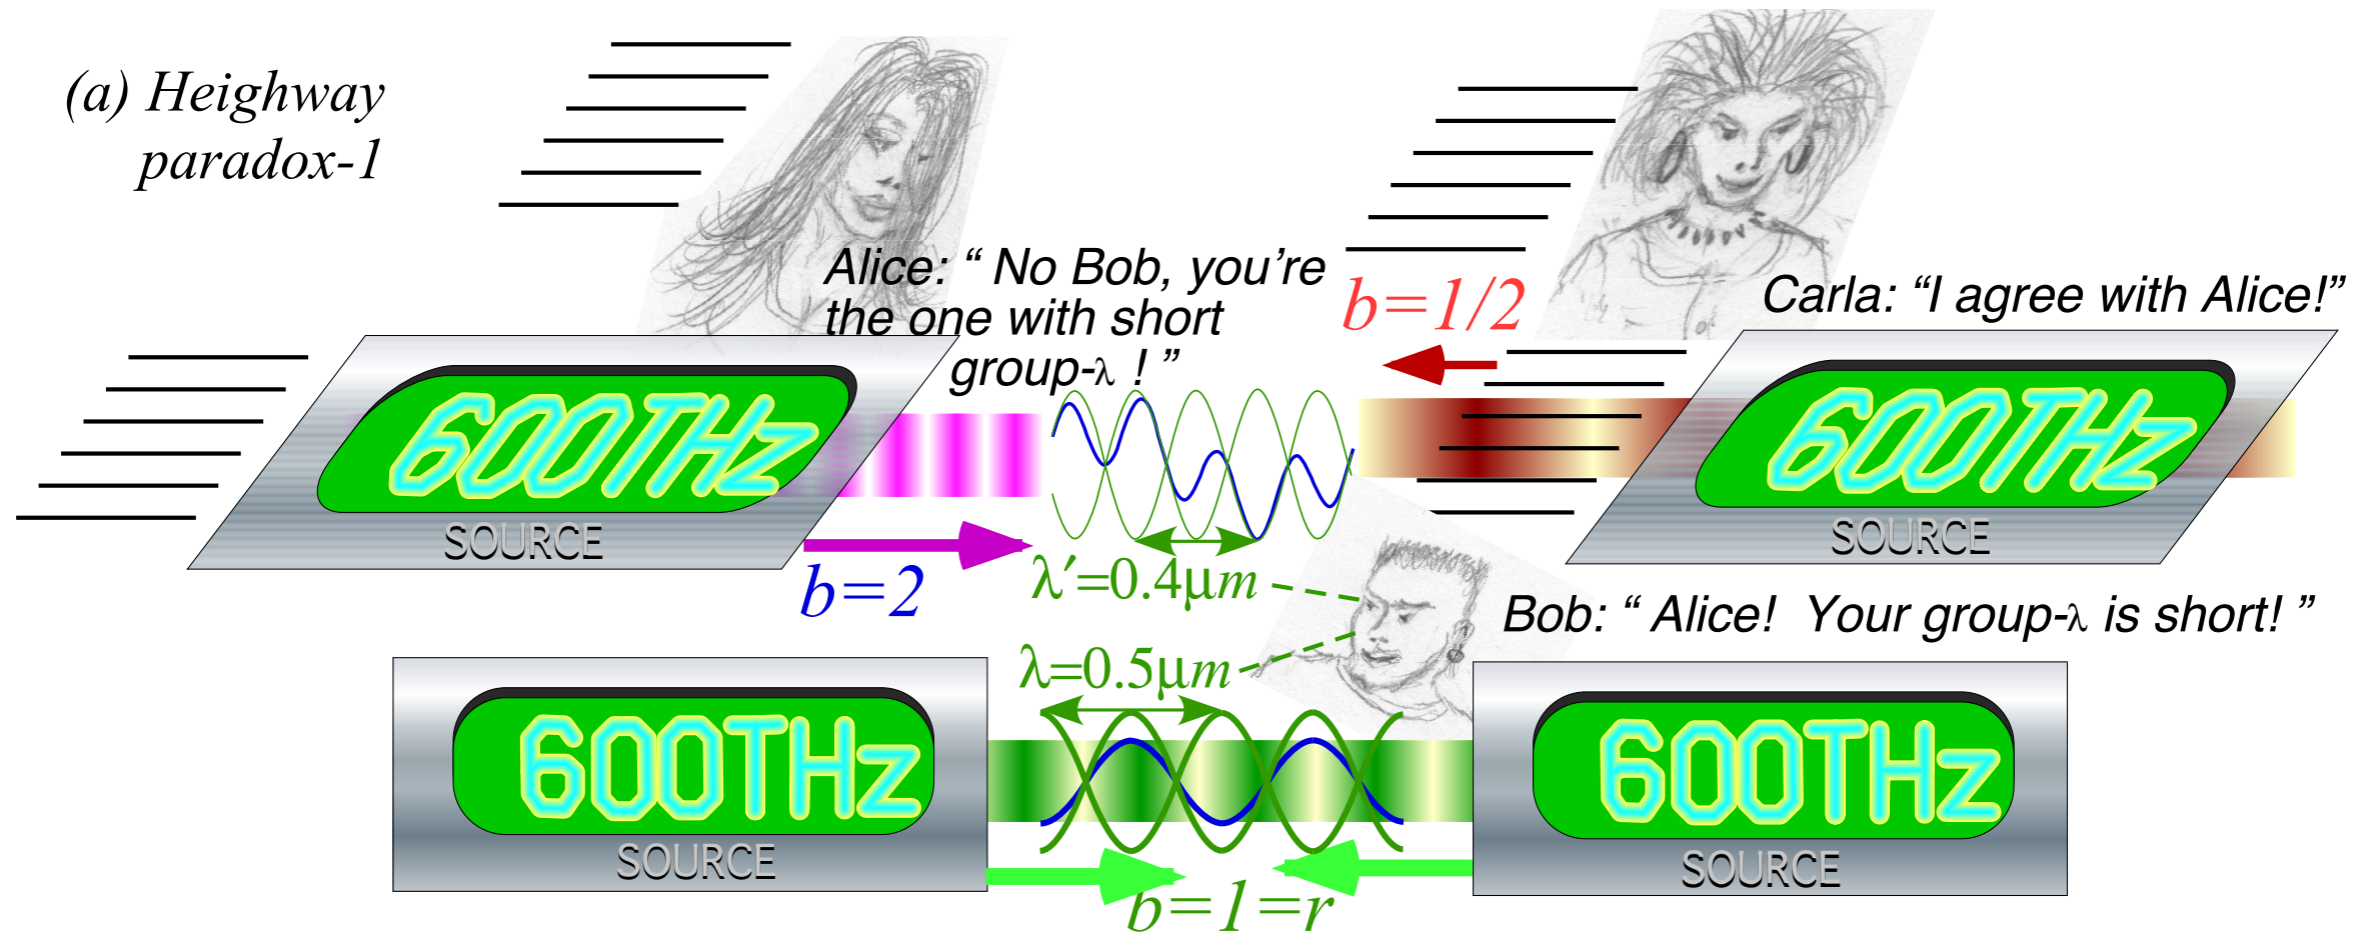 (a) Heighway
paradox-1
Alice: “ No Bob, you’re
the one with short
group-λ ! ”
b=1/2
Carla: “I agree with Alice!”
600THz
SOURCE
600THz
SOURCE
b=2
λ′=0.4μm
Bob: “ Alice!  Your group-λ is short! ”
λ=0.5μm
600THz
SOURCE
600THz
SOURCE
b=1=r